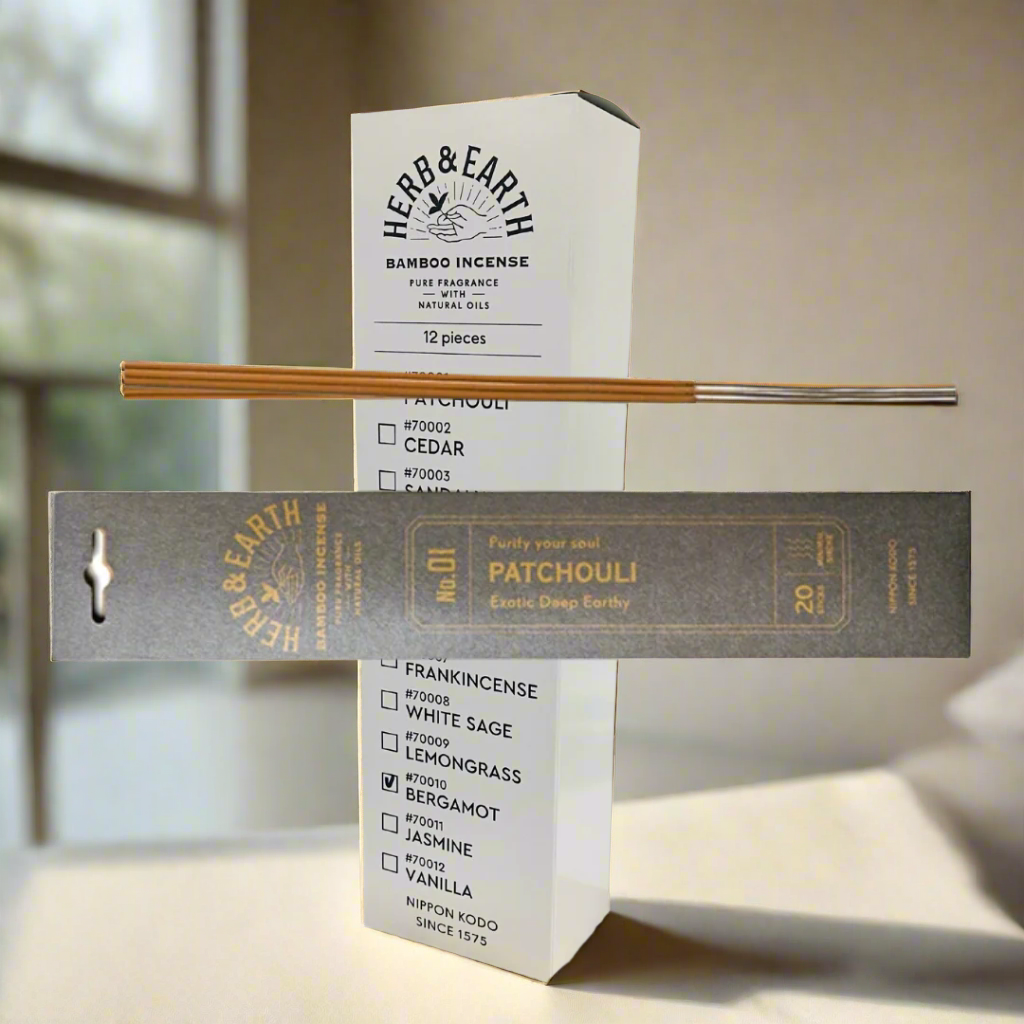 HERB & EARTH
BAMBOO INCENSE
PURE FRAGRANCE
WITH
NATURAL OILS
12 pieces
PATCHOULI
#70002
CEDAR
#70003
HERB & EARTH
BAMBOO INCENSE
PURE FRAGRANCE
WITH
NATURAL OILS
No. 01
Purify your soul
PATCHOULI
Exotic Deep Earthy
20
STICKS
NIPPON KODO
SINCE 1575
FRANKINCENSE
#70008
WHITE SAGE
#70009
LEMONGRASS
#70010
BERGAMOT
#70011
JASMINE
#70012
VANILLA
NIPPON KODO
SINCE 1575